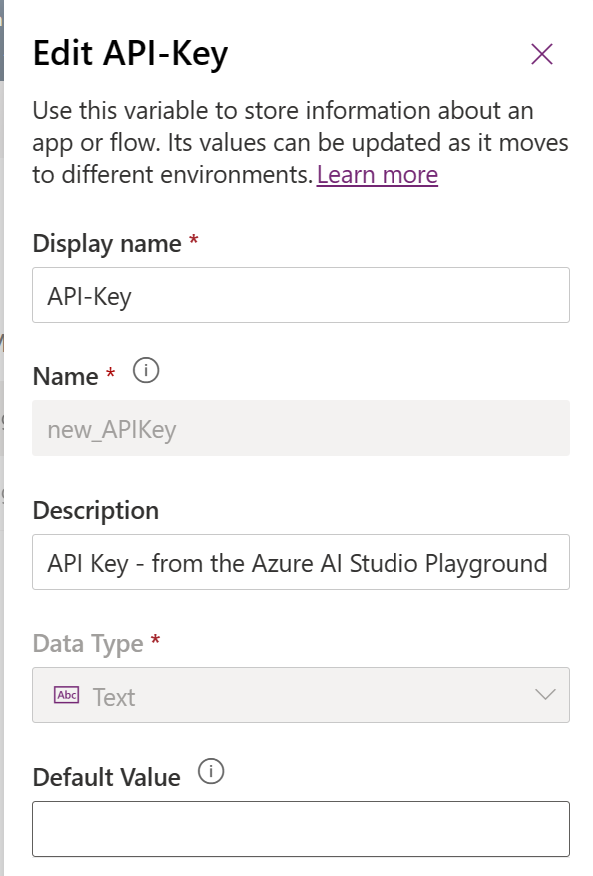 Edit API-Key
Use this variable to store information about an
app or flow. Its values can be updated as it moves
to different environments. Learn more
Display name *
API-Key
Name *
new_APIKey
Description
API Key - from the Azure AI Studio Playground
Data Type *
Abc Text
Default Value